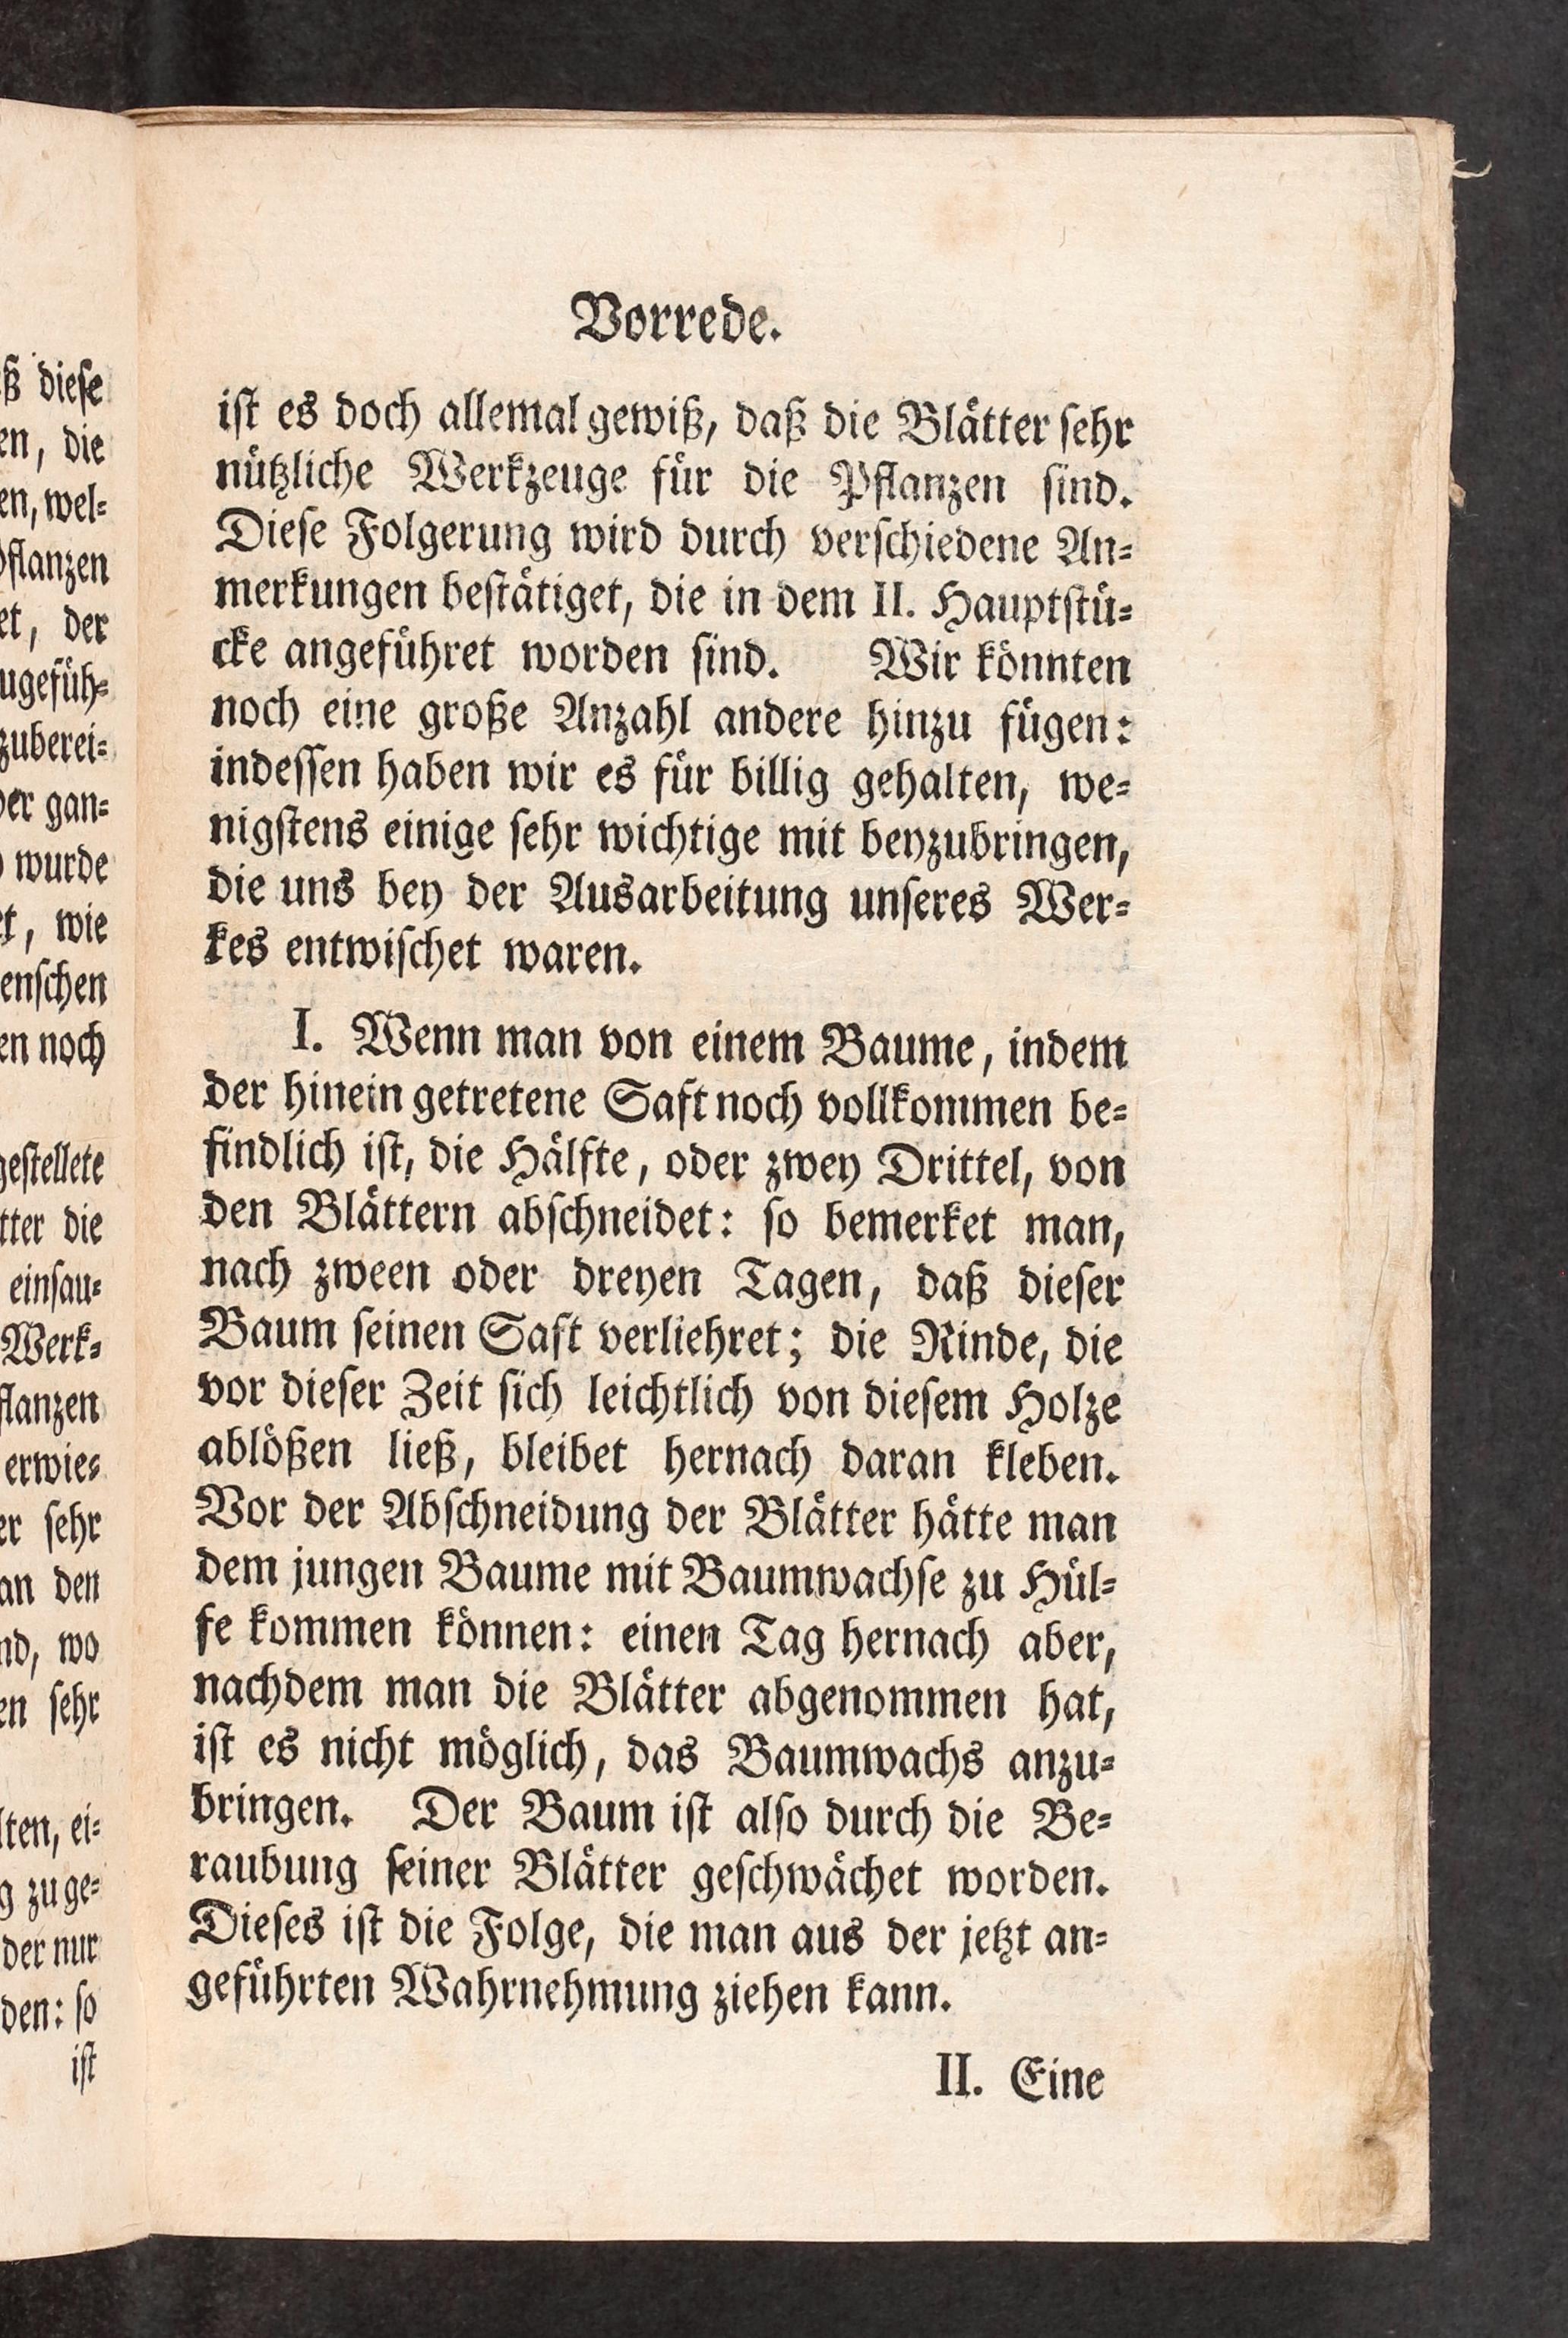 Vorrede.
ist es doch allemal gewiß, daß die Blätter sehr
nützliche Werkzeuge für die Pflanzen sind.
Diese Folgerung wird durch verschiedene An-
merkungen bestätiget, die in dem II. Hauptstü-
cke angeführet worden sind. Wir könnten
noch eine große Anzahl andere hinzu fügen:
indessen haben wir es für billig gehalten, we-
nigstens einige sehr wichtige mit beyzubringen,
die uns bey der Ausarbeitung unseres Wer-
kes entwischet waren.
I. Wenn man von einem Baume, indem
der hinein getretene Saft noch vollkommen be-
findlich ist, die Hälfte, oder zwey Drittel, von
den Blättern abschneidet: so bemerket man,
nach zween oder dreyen Tagen, daß dieser
Baum seinen Saft verliehret; die Rinde, die
vor dieser Zeit sich leichtlich von diesem Holze
ablößen ließ, bleibet hernach daran kleben.
Vor der Abschneidung der Blätter hätte man
dem jungen Baume mit Baumwachse zu Hül-
fe kommen können: einen Tag hernach aber,
nachdem man die Blätter abgenommen hat,
ist es nicht möglich, das Baumwachs anzu-
bringen. Der Baum ist also durch die Be-
raubung seiner Blätter geschwächet worden.
Dieses ist die Folge, die man aus der jetzt an-
geführten Wahrnehmung ziehen kann.
II. Eine